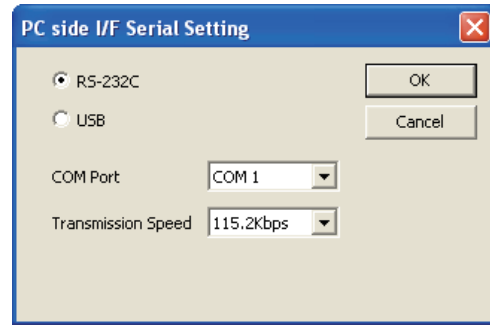 PC side I/F Serial Setting
RS-232C
OK
USB
Cancel
COM Port
COM 1
Transmission Speed
115.2Kbps